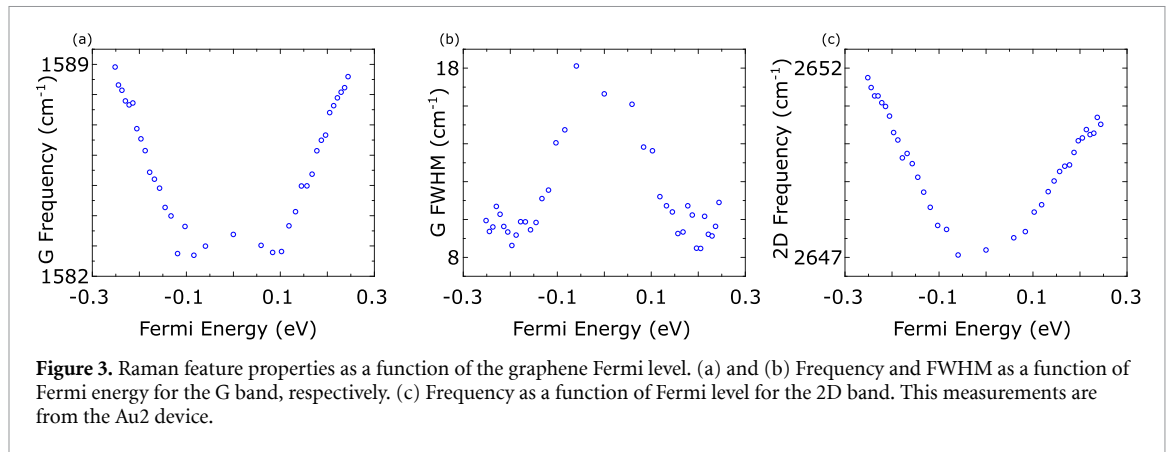 (a)
1589
1582
G Frequency (cm⁻¹)
-0.3 -0.1 0.1 0.3
Fermi Energy (eV)
(b)
18
8
G FWHM (cm⁻¹)
-0.3 -0.1 0.1 0.3
Fermi Energy (eV)
(c)
2652
2647
2D Frequency (cm⁻¹)
-0.3 -0.1 0.1 0.3
Fermi Energy (eV)
Figure 3. Raman feature properties as a function of the graphene Fermi level. (a) and (b) Frequency and FWHM as a function of
Fermi energy for the G band, respectively. (c) Frequency as a function of Fermi level for the 2D band. This measurements are
from the Au2 device.